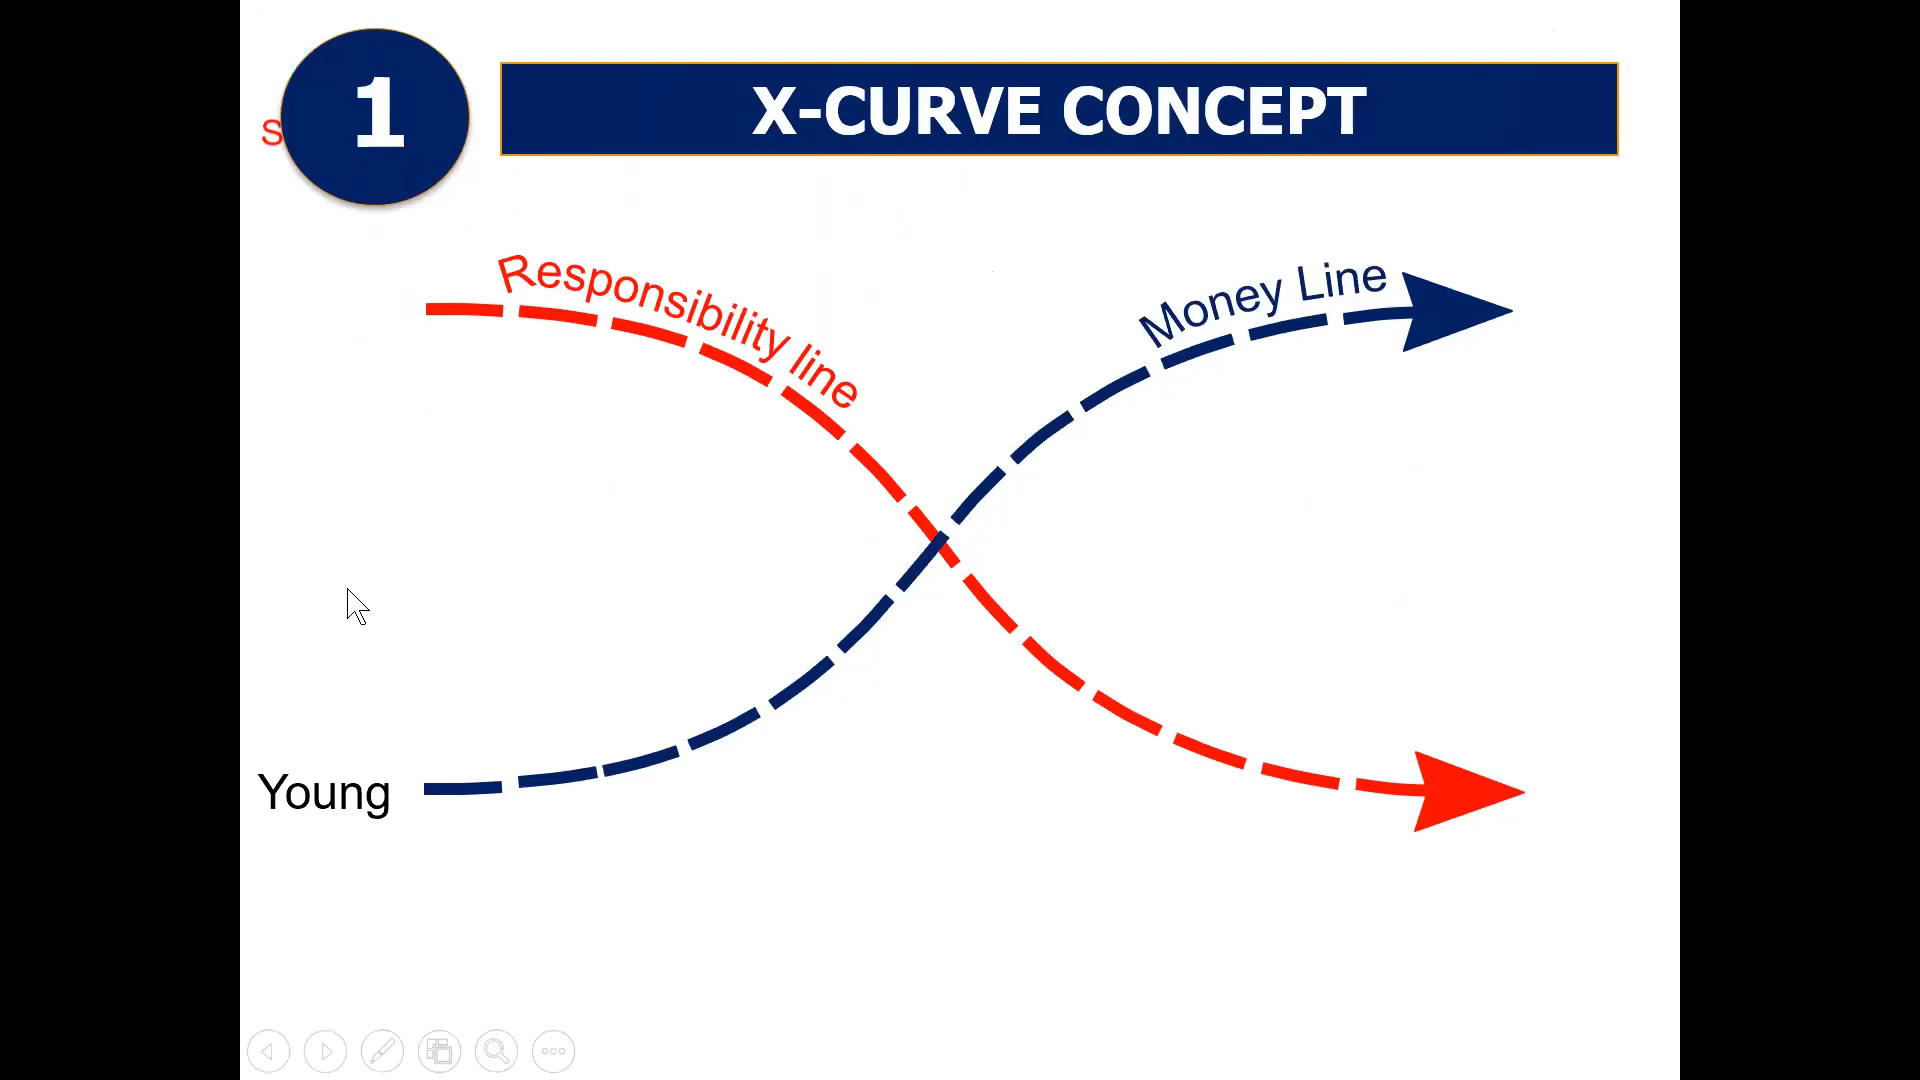 1
X-CURVE CONCEPT
Responsibility line
Money Line
Young